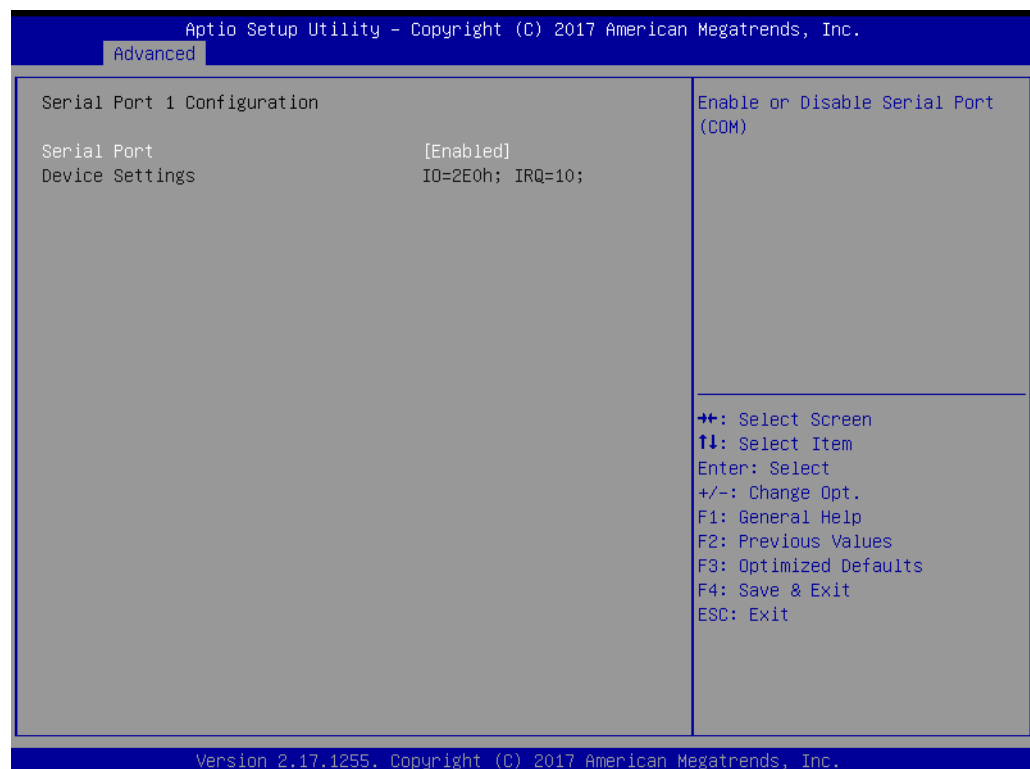 Aptio Setup Utility – Copyright (C) 2017 American Megatrends, Inc.
Advanced
Serial Port 1 Configuration
Serial Port [Enabled]
Device Settings IO=2E0h; IRQ=10;
Enable or Disable Serial Port
(COM)
→←: Select Screen
↑↓: Select Item
Enter: Select
+/-: Change Opt.
F1: General Help
F2: Previous Values
F3: Optimized Defaults
F4: Save & Exit
ESC: Exit
Version 2.17.1255. Copyright (C) 2017 American Megatrends, Inc.